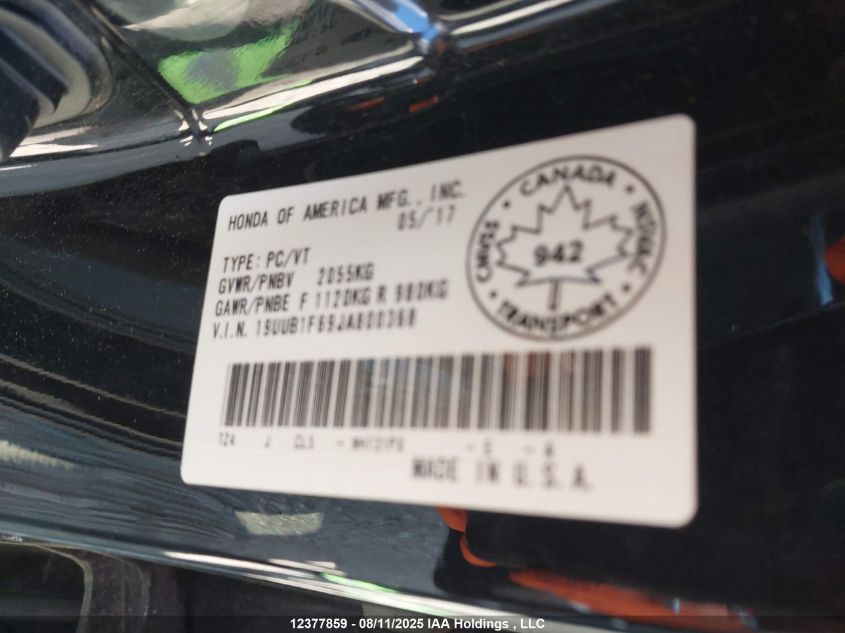 HONDA OF AMERICA MFG., INC.
05/'17
TYPE: PC/VT
GVWR/PNBV 2055KG
GAWR/PNBE F 1120KG R 980KG
V.I.N. 19UUB1F69JA800368
CANADA
942
TRANSPORT
TZ4 J - - A
MADE IN U.S.A.
12377859 - 08/11/2025 IAA Holdings , LLC